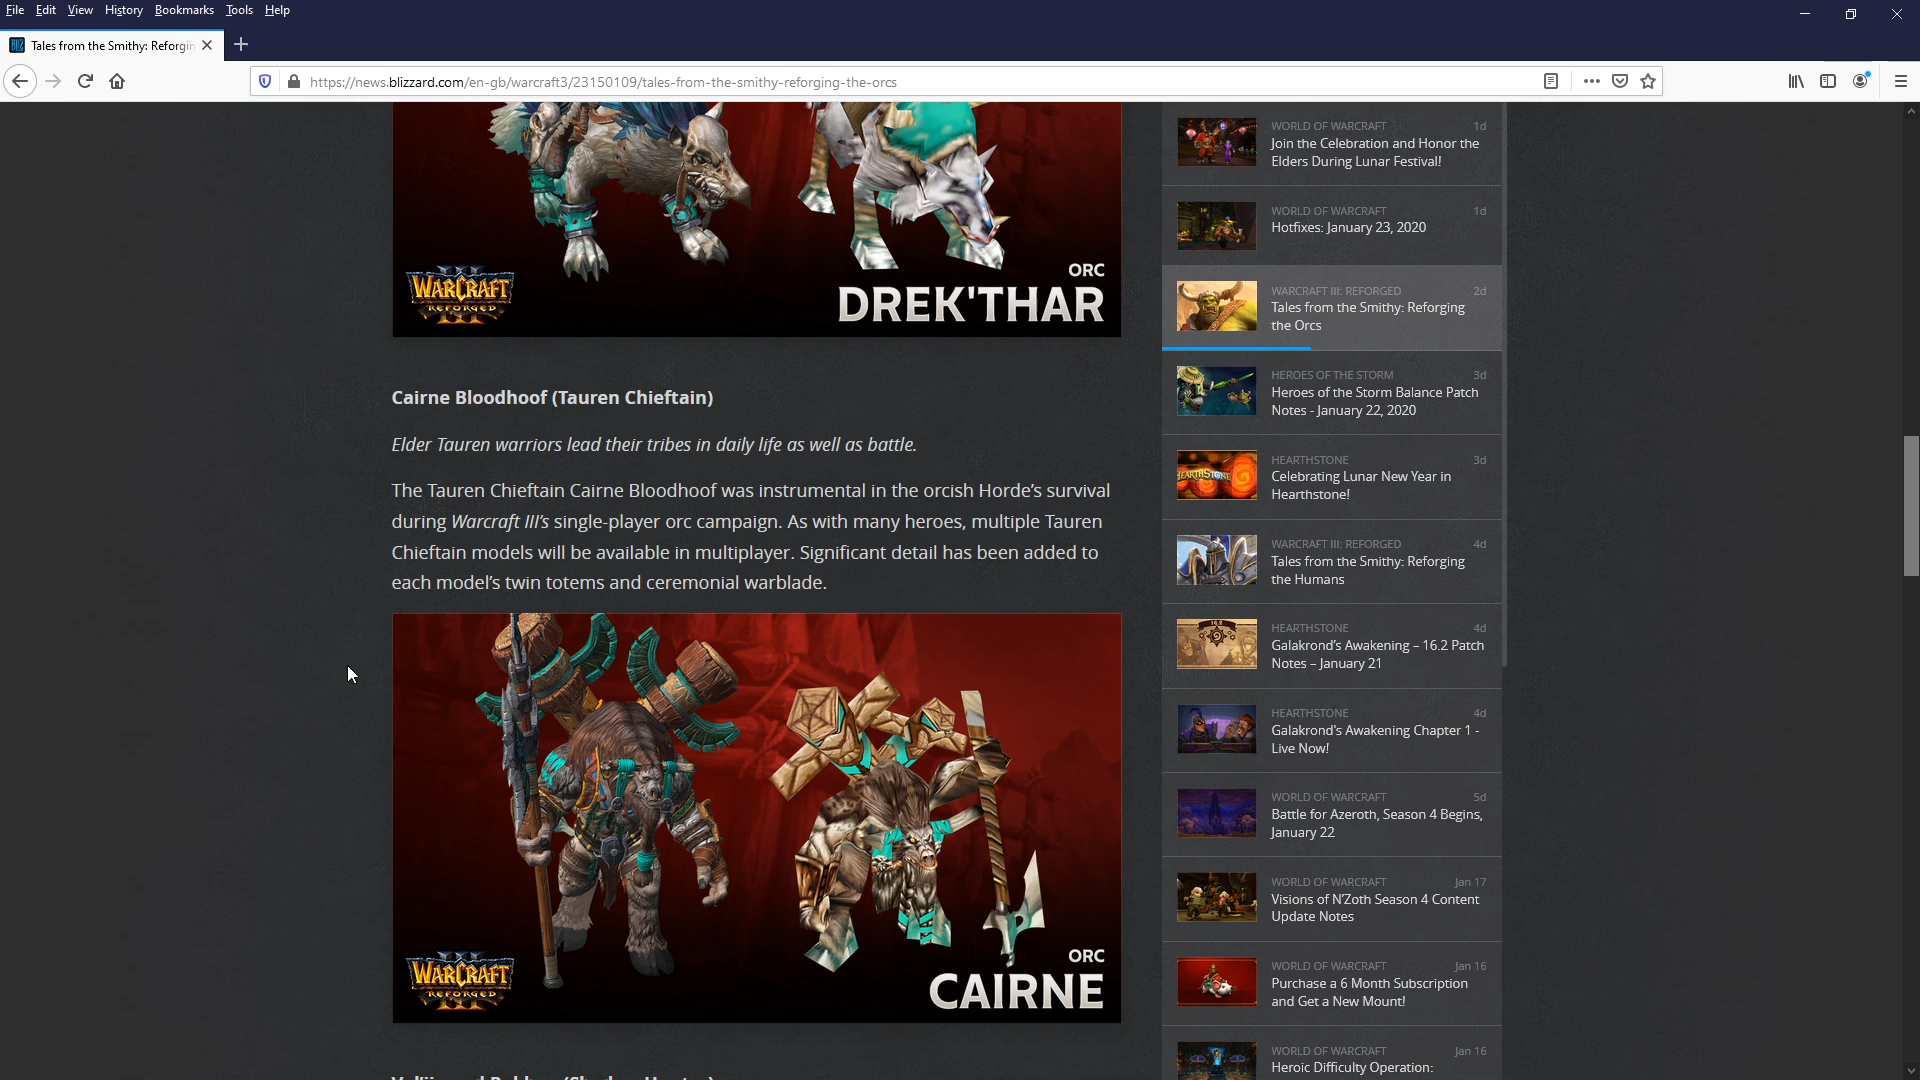 File Edit View History Bookmarks Tools Help
Tales from the Smithy: Reforgin
https://news.blizzard.com/en-gb/warcraft3/23150109/tales-from-the-smithy-reforging-the-orcs
WARCRAFT
REFORGED
ORC
DREK'THAR
Cairne Bloodhoof (Tauren Chieftain)
Elder Tauren warriors lead their tribes in daily life as well as battle.
The Tauren Chieftain Cairne Bloodhoof was instrumental in the orcish Horde's survival
during Warcraft III's single-player orc campaign. As with many heroes, multiple Tauren
Chieftain models will be available in multiplayer. Significant detail has been added to
each model's twin totems and ceremonial warblade.
WARCRAFT
REFORGED
ORC
CAIRNE
WORLD OF WARCRAFT 1d
Join the Celebration and Honor the
Elders During Lunar Festival!
WORLD OF WARCRAFT 1d
Hotfixes: January 23, 2020
WARCRAFT III: REFORGED 2d
Tales from the Smithy: Reforging
the Orcs
HEROES OF THE STORM 3d
Heroes of the Storm Balance Patch
Notes - January 22, 2020
HEARTHSTONE
HEARTHSTONE 3d
Celebrating Lunar New Year in
Hearthstone!
WARCRAFT III: REFORGED 4d
Tales from the Smithy: Reforging
the Humans
16.2
HEARTHSTONE 4d
Galakrond's Awakening – 16.2 Patch
Notes – January 21
HEARTHSTONE 4d
Galakrond's Awakening Chapter 1 -
Live Now!
WORLD OF WARCRAFT 5d
Battle for Azeroth, Season 4 Begins,
January 22
WORLD OF WARCRAFT Jan 17
Visions of N'Zoth Season 4 Content
Update Notes
WORLD OF WARCRAFT Jan 16
Purchase a 6 Month Subscription
and Get a New Mount!
WORLD OF WARCRAFT Jan 16
Heroic Difficulty Operation: